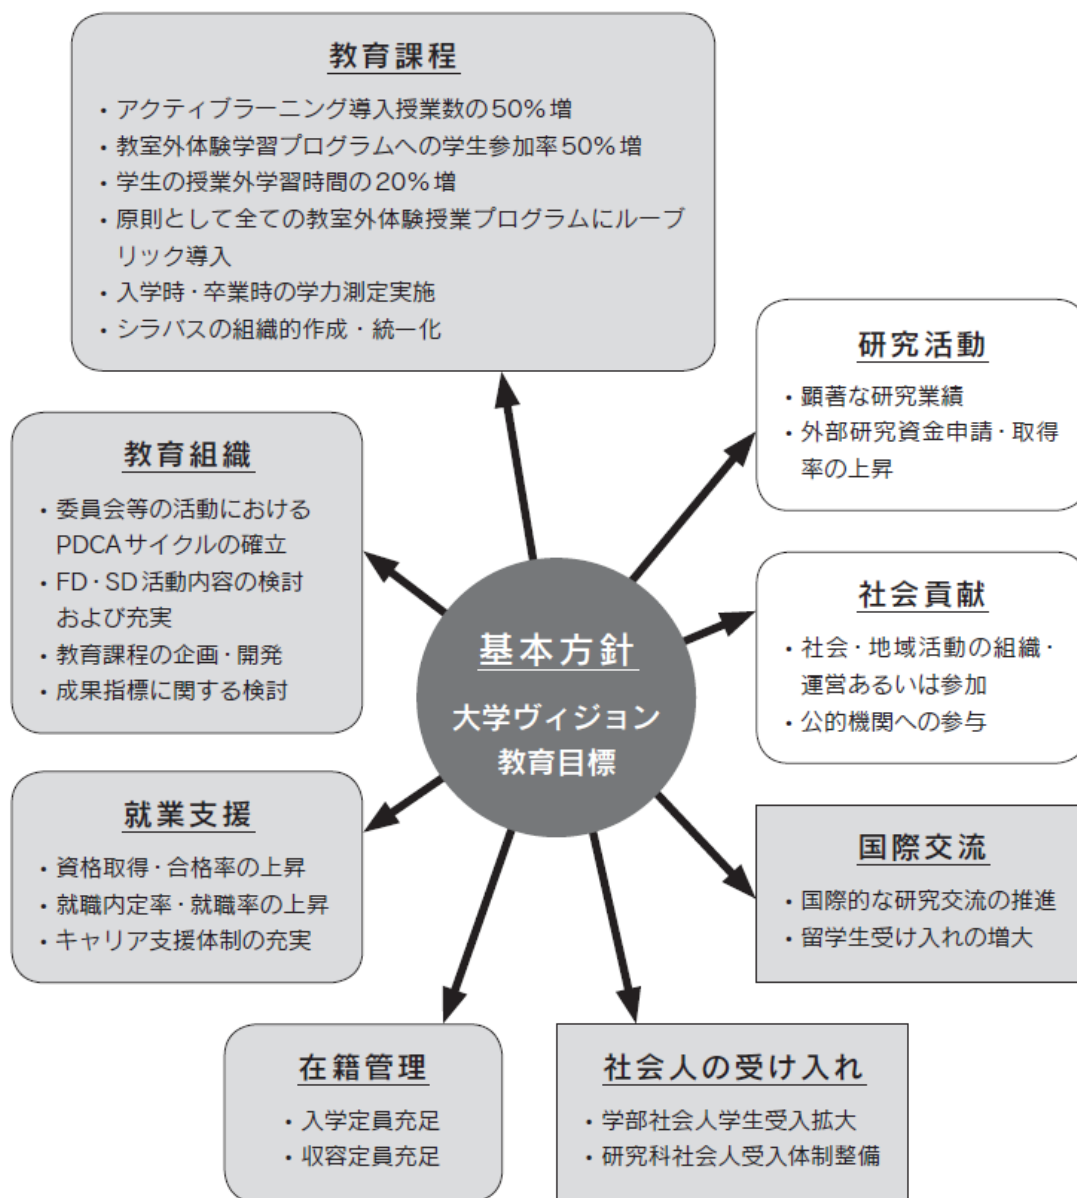 教育課程
・アクティブラーニング導入授業数の50%増
・教室外体験学習プログラムへの学生参加率50%増
・学生の授業外学習時間の20%増
・原則として全ての教室外体験授業プログラムにルーブ
リック導入
・入学時・卒業時の学力測定実施
・シラバスの組織的作成・統一化
研究活動
・顕著な研究業績
・外部研究資金申請・取得
率の上昇
教育組織
・委員会等の活動における
PDCAサイクルの確立
・FD・SD活動内容の検討
および充実
・教育課程の企画・開発
・成果指標に関する検討
基本方針
大学ヴィジョン
教育目標
社会貢献
・社会・地域活動の組織・
運営あるいは参加
・公的機関への参与
就業支援
・資格取得・合格率の上昇
・就職内定率・就職率の上昇
・キャリア支援体制の充実
国際交流
・国際的な研究交流の推進
・留学生受け入れの増大
在籍管理
・入学定員充足
・収容定員充足
社会人の受け入れ
・学部社会人学生受入拡大
・研究科社会人受入体制整備